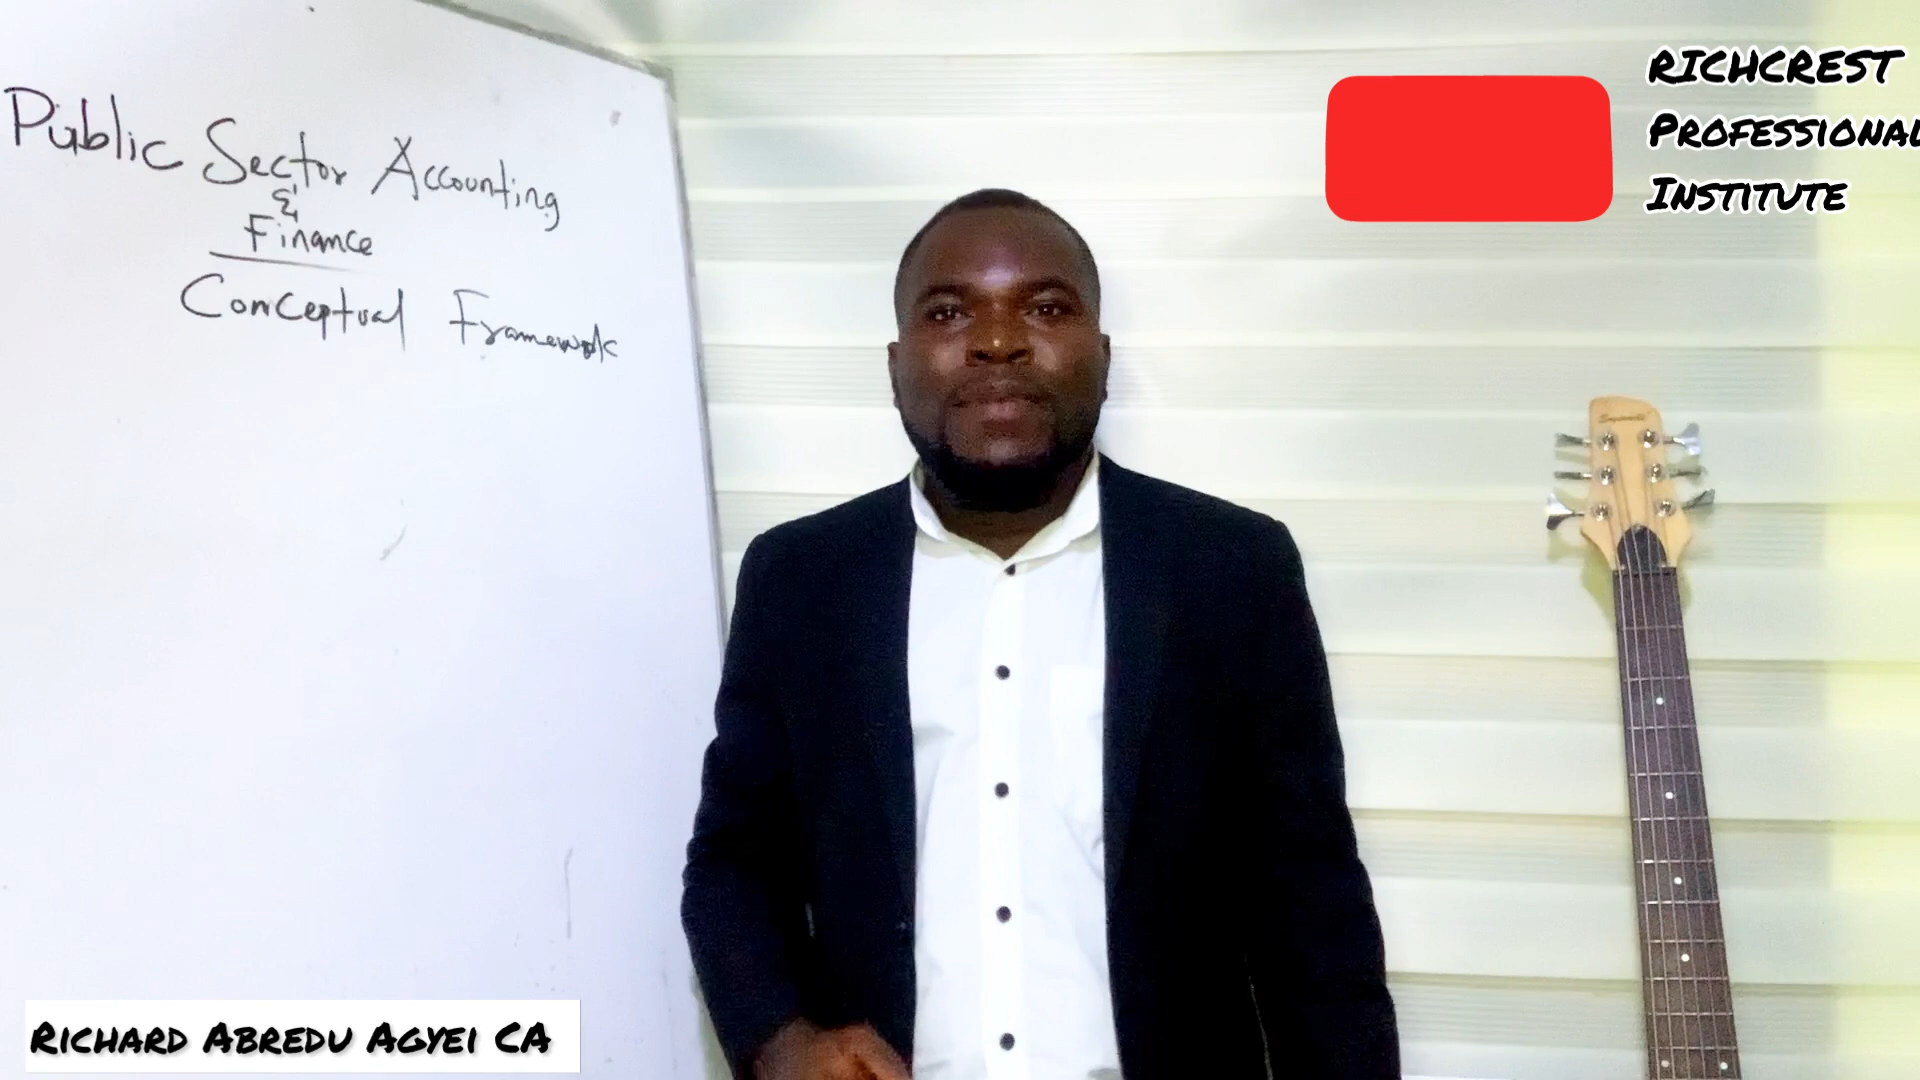 Public Sector Accounting
&
Finance
Conceptual Framework
RICHCREST
PROFESSIONAL
INSTITUTE
RICHARD ABREDU AGYEI CA